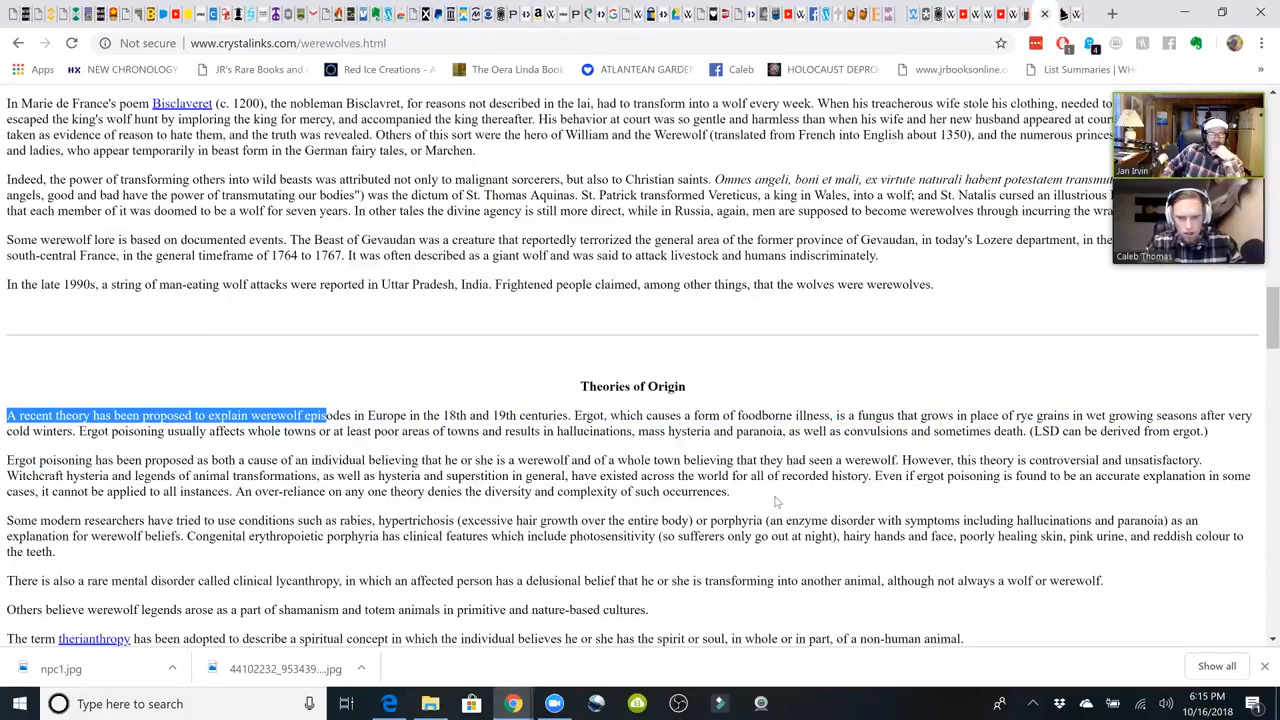 Not secure
www.crystalinks.com/werewolves.html
Apps
NEW CHRONOLOGY
JR's Rare Books and
Red Ice Creations - A
The Oera Linda Book
ATLANTEAN GARDE
Caleb
HOLOCAUST DEPRO
www.jrbooksonline.c
List Summaries | WH
»
In Marie de France's poem Bisclaveret (c. 1200), the nobleman Bisclavret, for reasons not described in the lai, had to transform into a wolf every week. When his treacherous wife stole his clothing, needed to
escaped the king's wolf hunt by imploring the king for mercy, and accompanied the king thereafter. His behavior at court was so gentle and harmless than when his wife and her new husband appeared at cour
taken as evidence of reason to hate them, and the truth was revealed. Others of this sort were the hero of William and the Werewolf (translated from French into English about 1350), and the numerous princes
and ladies, who appear temporarily in beast form in the German fairy tales, or Marchen.
Indeed, the power of transforming others into wild beasts was attributed not only to malignant sorcerers, but also to Christian saints. Omnes angeli, boni et mali, ex virtute naturali habent potestatem transmu
angels, good and bad have the power of transmutating our bodies") was the dictum of St. Thomas Aquinas. St. Patrick transformed Vereticus, a king in Wales, into a wolf; and St. Natalis cursed an illustrious
that each member of it was doomed to be a wolf for seven years. In other tales the divine agency is still more direct, while in Russia, again, men are supposed to become werewolves through incurring the wra
Some werewolf lore is based on documented events. The Beast of Gevaudan was a creature that reportedly terrorized the general area of the former province of Gevaudan, in today's Lozere department, in the
south-central France, in the general timeframe of 1764 to 1767. It was often described as a giant wolf and was said to attack livestock and humans indiscriminately.
In the late 1990s, a string of man-eating wolf attacks were reported in Uttar Pradesh, India. Frightened people claimed, among other things, that the wolves were werewolves.
Jan Irvin
Caleb Thomas
Theories of Origin
A recent theory has been proposed to explain werewolf episodes in Europe in the 18th and 19th centuries. Ergot, which causes a form of foodborne illness, is a fungus that grows in place of rye grains in wet growing seasons after very
cold winters. Ergot poisoning usually affects whole towns or at least poor areas of towns and results in hallucinations, mass hysteria and paranoia, as well as convulsions and sometimes death. (LSD can be derived from ergot.)
Ergot poisoning has been proposed as both a cause of an individual believing that he or she is a werewolf and of a whole town believing that they had seen a werewolf. However, this theory is controversial and unsatisfactory.
Witchcraft hysteria and legends of animal transformations, as well as hysteria and superstition in general, have existed across the world for all of recorded history. Even if ergot poisoning is found to be an accurate explanation in some
cases, it cannot be applied to all instances. An over-reliance on any one theory denies the diversity and complexity of such occurrences.
Some modern researchers have tried to use conditions such as rabies, hypertrichosis (excessive hair growth over the entire body) or porphyria (an enzyme disorder with symptoms including hallucinations and paranoia) as an
explanation for werewolf beliefs. Congenital erythropoietic porphyria has clinical features which include photosensitivity (so sufferers only go out at night), hairy hands and face, poorly healing skin, pink urine, and reddish colour to
the teeth.
There is also a rare mental disorder called clinical lycanthropy, in which an affected person has a delusional belief that he or she is transforming into another animal, although not always a wolf or werewolf.
Others believe werewolf legends arose as a part of shamanism and totem animals in primitive and nature-based cultures.
The term therianthropy has been adopted to describe a spiritual concept in which the individual believes he or she has the spirit or soul, in whole or in part, of a non-human animal.
npc1.jpg
44102232_953439....jpg
Show all
Type here to search
6:15 PM
10/16/2018